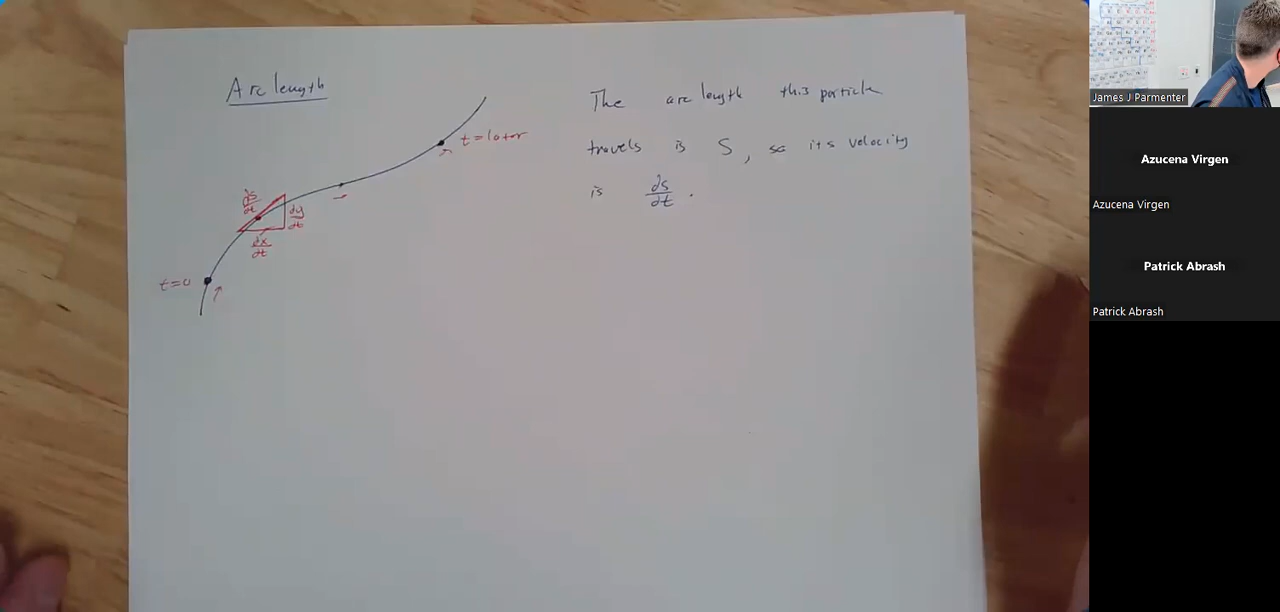 Arc length
The arc length this particle
travels is S, so its velocity
is ds/dt.
t=later
ds/dt
dy/dt
dx/dt
t=0
James J Parmenter
Azucena Virgen
Azucena Virgen
Patrick Abrash
Patrick Abrash